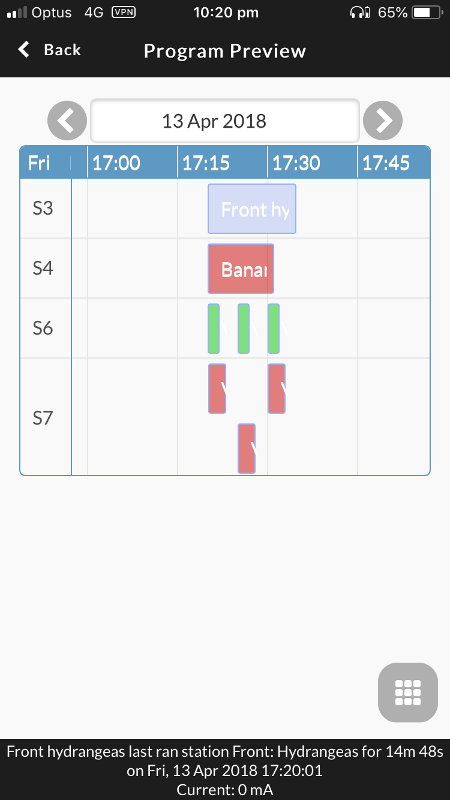 Optus 4G VPN 10:20 pm 65%
Back Program Preview
13 Apr 2018
Fri 17:00 17:15 17:30 17:45
S3 Front hy
S4 Banar
S6
S7
Front hydrangeas last ran station Front: Hydrangeas for 14m 48s
on Fri, 13 Apr 2018 17:20:01
Current: 0 mA